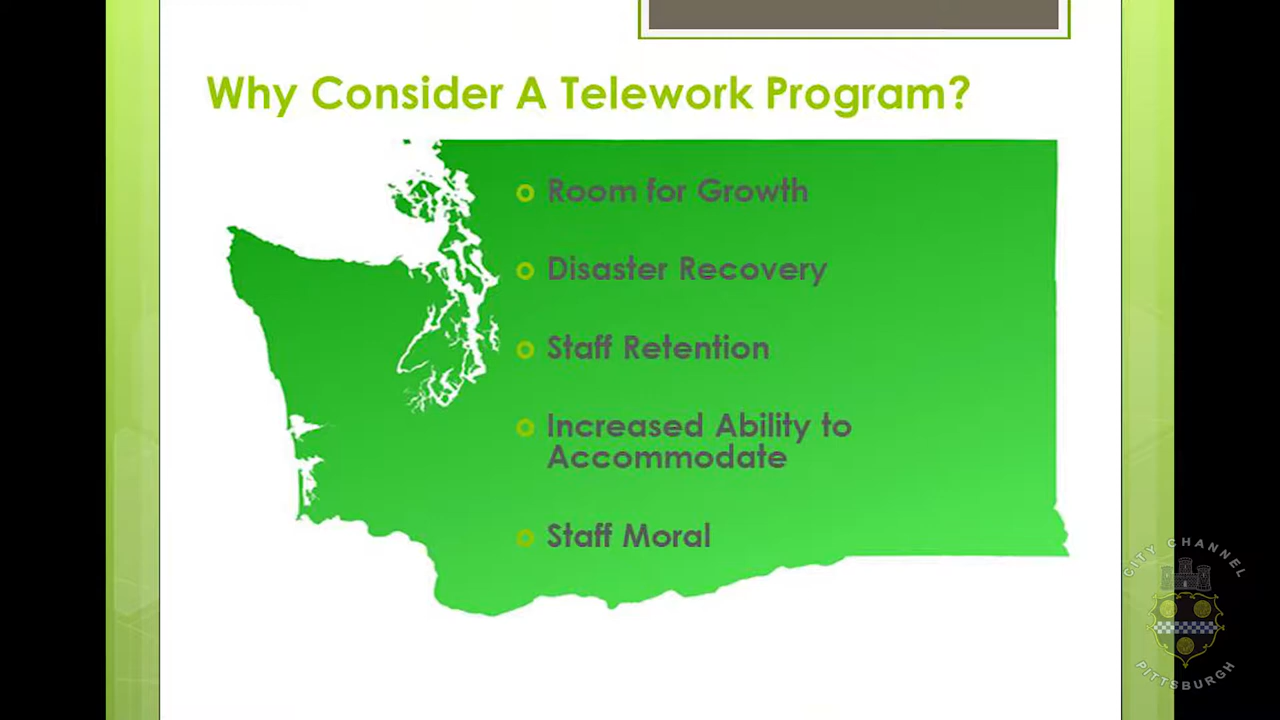 Why Consider A Telework Program?
Room for Growth
Disaster Recovery
Staff Retention
Increased Ability to
Accommodate
Staff Moral
CITY CHANNEL
PITTSBURGH